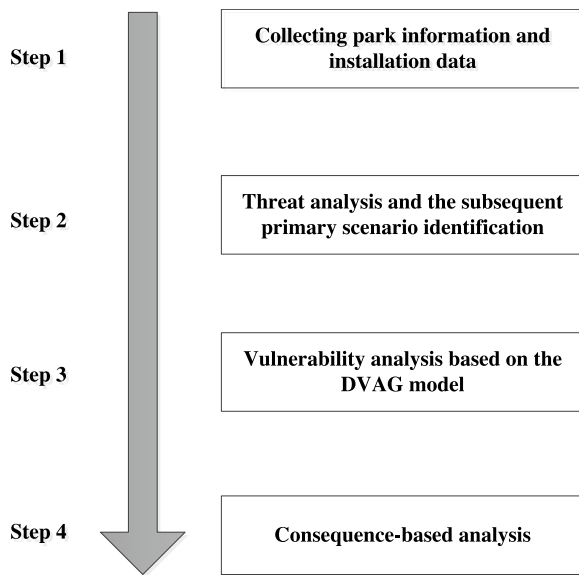 Step 1
Collecting park information and
installation data
Step 2
Threat analysis and the subsequent
primary scenario identification
Step 3
Vulnerability analysis based on the
DVAG model
Step 4
Consequence-based analysis